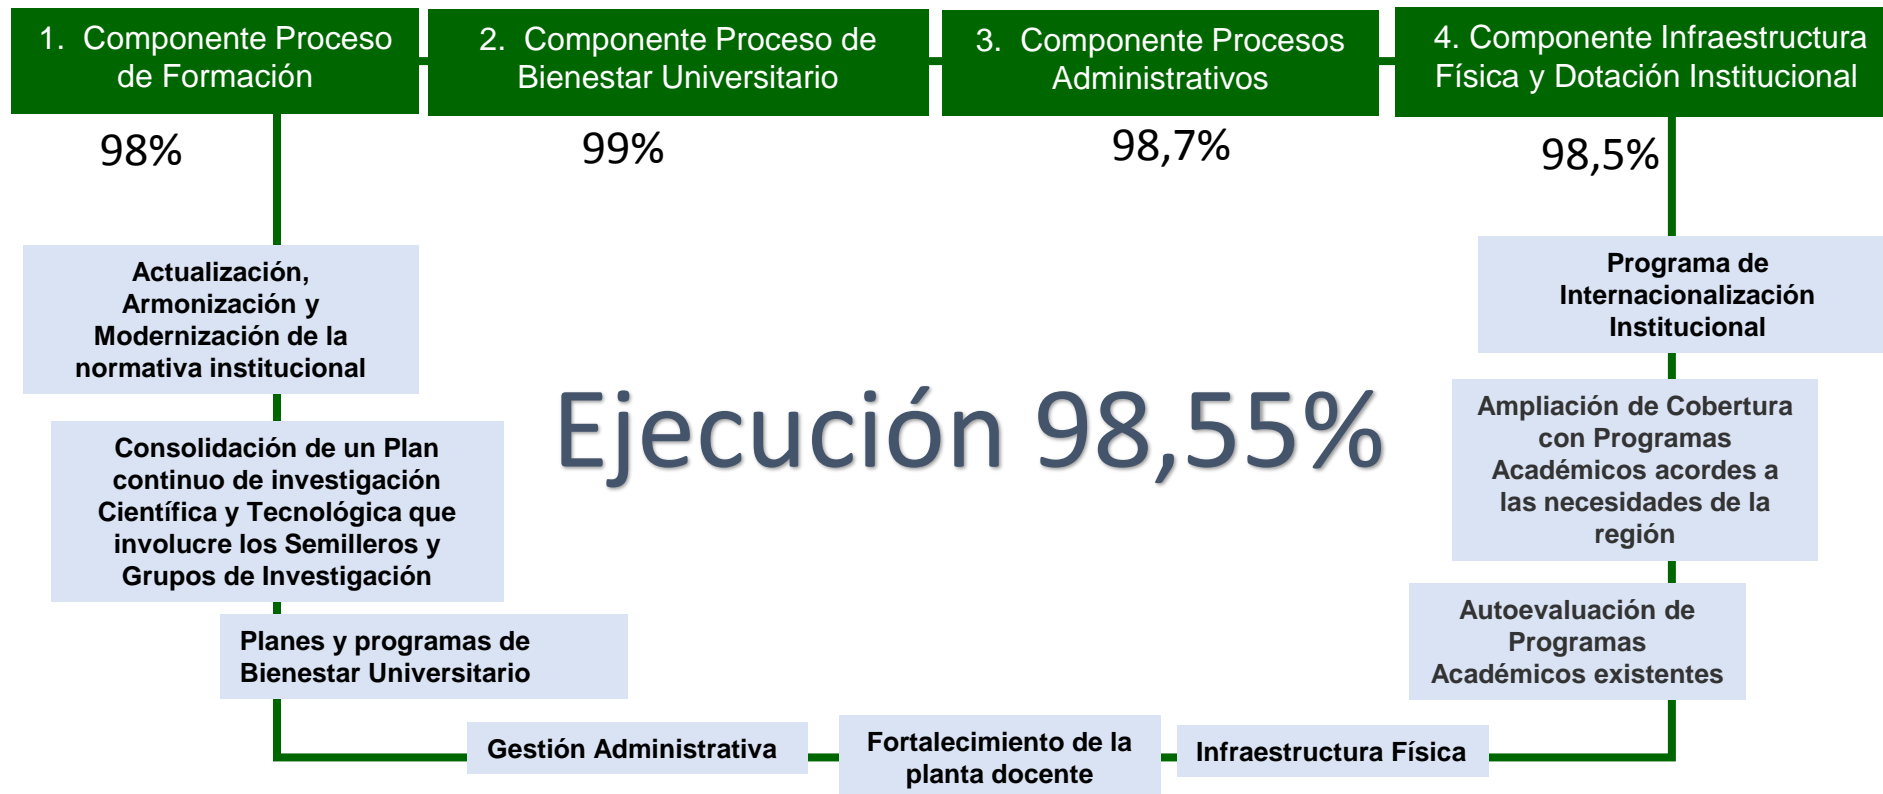 1. Componente Proceso
de Formación
2. Componente Proceso de
Bienestar Universitario
3. Componente Procesos
Administrativos
4. Componente Infraestructura
Física y Dotación Institucional
98%
99%
98,7%
98,5%
Actualización,
Armonización y
Modernización de la
normativa institucional
Consolidación de un Plan
continuo de investigación
Científica y Tecnológica que
involucre los Semilleros y
Grupos de Investigación
Planes y programas de
Bienestar Universitario
Ejecución 98,55%
Programa de
Internacionalización
Institucional
Ampliación de Cobertura
con Programas
Académicos acordes a
las necesidades de la
región
Autoevaluación de
Programas
Académicos existentes
Gestión Administrativa
Fortalecimiento de la
planta docente
Infraestructura Física